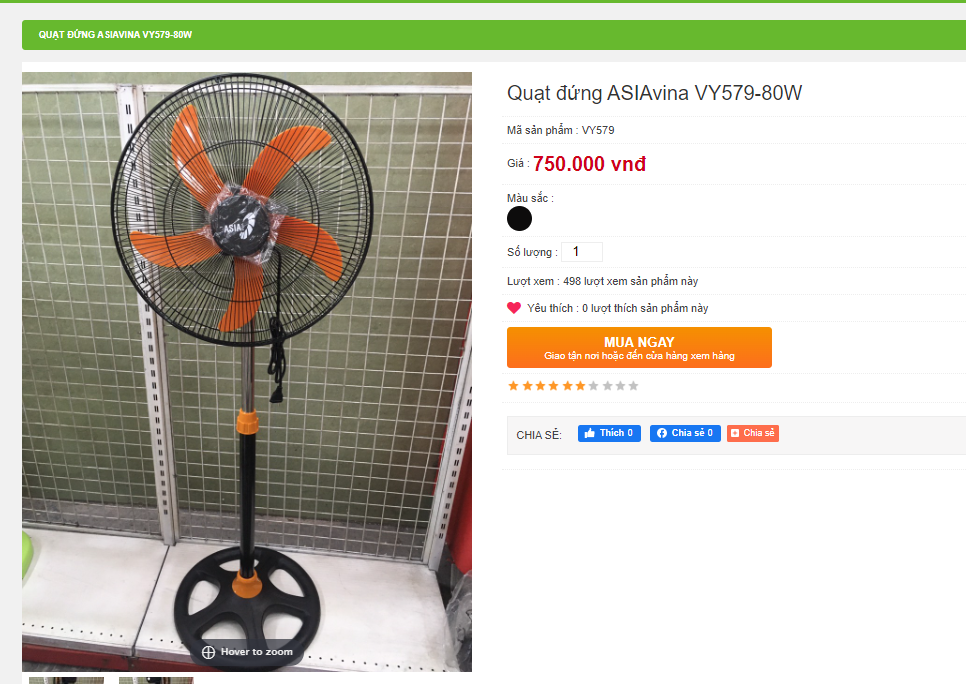 QUẠT ĐỨNG ASIAVINA VY579-80W
Quạt đứng ASIAvina VY579-80W
Mã sản phẩm : VY579
Giá : 750.000 vnđ
Màu sắc :
Số lượng : 1
Lượt xem : 498 lượt xem sản phẩm này
Yêu thích : 0 lượt thích sản phẩm này
MUA NGAY
Giao tận nơi hoặc đến cửa hàng xem hàng
CHIA SẺ: Thích 0 Chia sẻ 0 Chia sẻ
ASIA
Hover to zoom